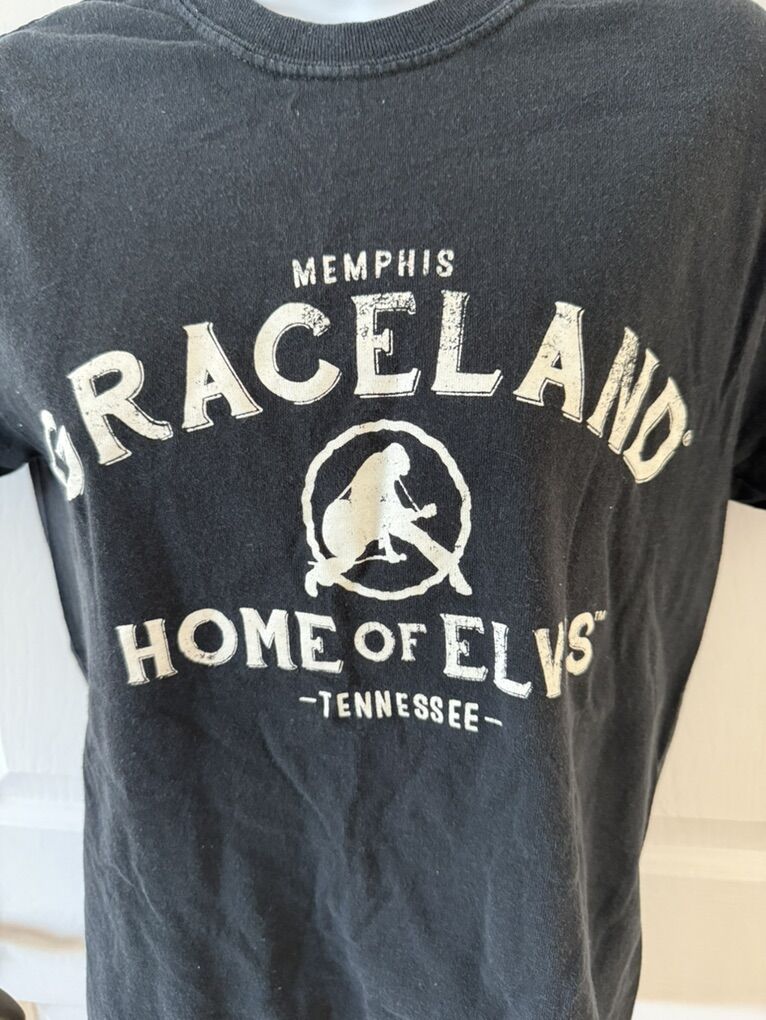 MEMPHIS
GRACELAND®
HOME OF ELVIS™
-TENNESSEE-